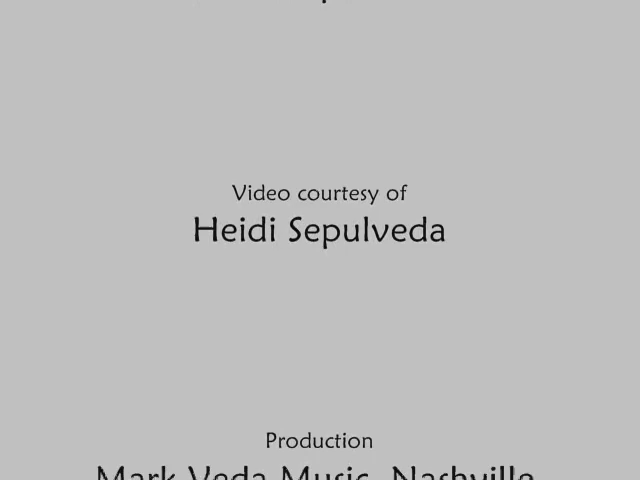 Video courtesy of
Heidi Sepulveda
Production
Mark Veda Music, Nashville